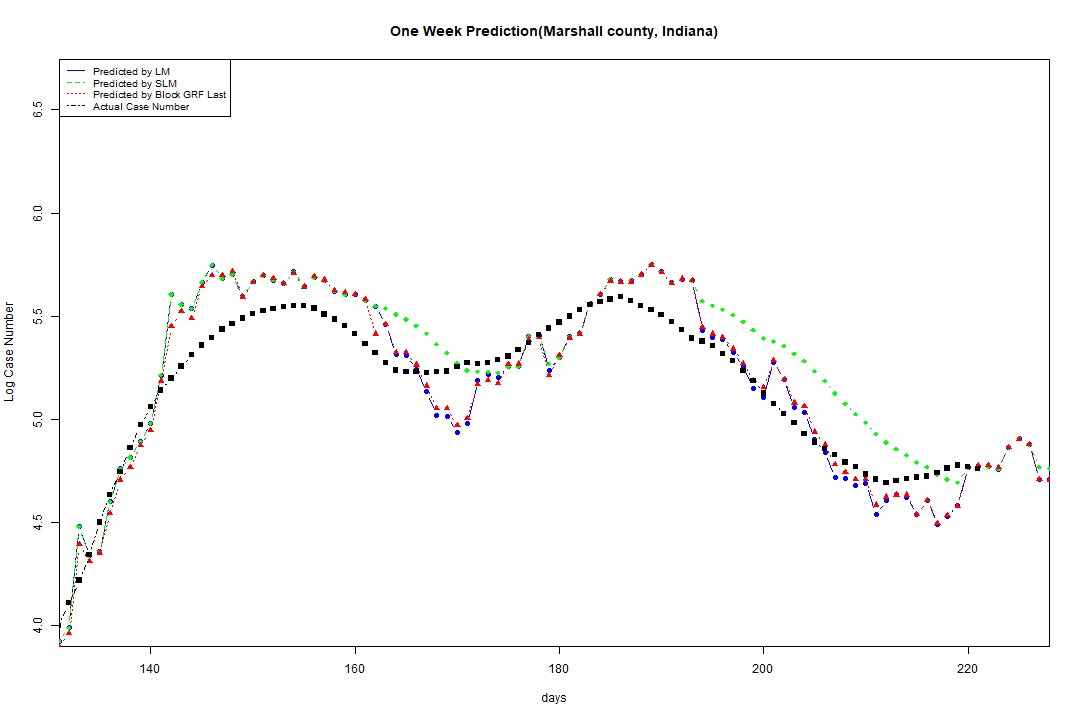 One Week Prediction(Marshall county, Indiana)
Predicted by LM
Predicted by SLM
Predicted by Block GRF Last
Actual Case Number
Log Case Number
6.5
6.0
5.5
5.0
4.5
4.0
140 160 180 200 220
days